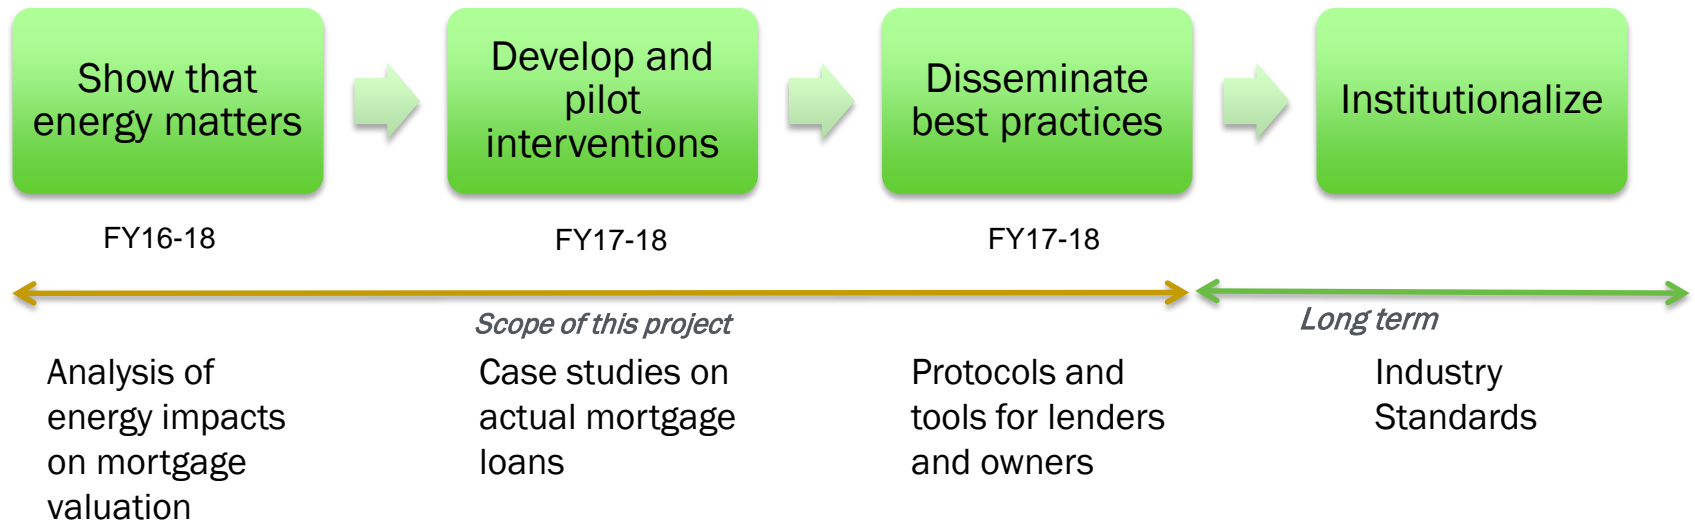 Show that
energy matters
Develop and
pilot
interventions
Disseminate
best practices
Institutionalize
FY16-18
FY17-18
FY17-18
Scope of this project
Long term
Analysis of
energy impacts
on mortgage
valuation
Case studies on
actual mortgage
loans
Protocols and
tools for lenders
and owners
Industry
Standards